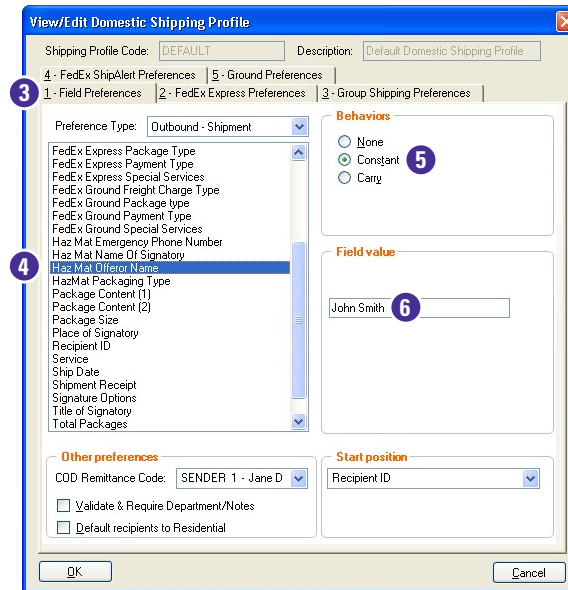 View/Edit Domestic Shipping Profile
Shipping Profile Code: DEFAULT Description: Default Domestic Shipping Profile
4 - FedEx ShipAlert Preferences 5 - Ground Preferences
3 1 - Field Preferences 2 - FedEx Express Preferences 3 - Group Shipping Preferences
Preference Type: Outbound - Shipment
FedEx Express Package Type
FedEx Express Payment Type
FedEx Express Special Services
FedEx Ground Freight Charge Type
FedEx Ground Package type
FedEx Ground Payment Type
FedEx Ground Special Services
Haz Mat Emergency Phone Number
Haz Mat Name Of Signatory
4 Haz Mat Offeror Name
HazMat Packaging Type
Package Content (1)
Package Content (2)
Package Size
Place of Signatory
Recipient ID
Service
Ship Date
Shipment Receipt
Signature Options
Title of Signatory
Total Packages
Behaviors
None
Constant 5
Carry
Field value
John Smith 6
Other preferences
COD Remittance Code: SENDER 1 - Jane D
Validate & Require Department/Notes
Default recipients to Residential
Start position
Recipient ID
OK Cancel